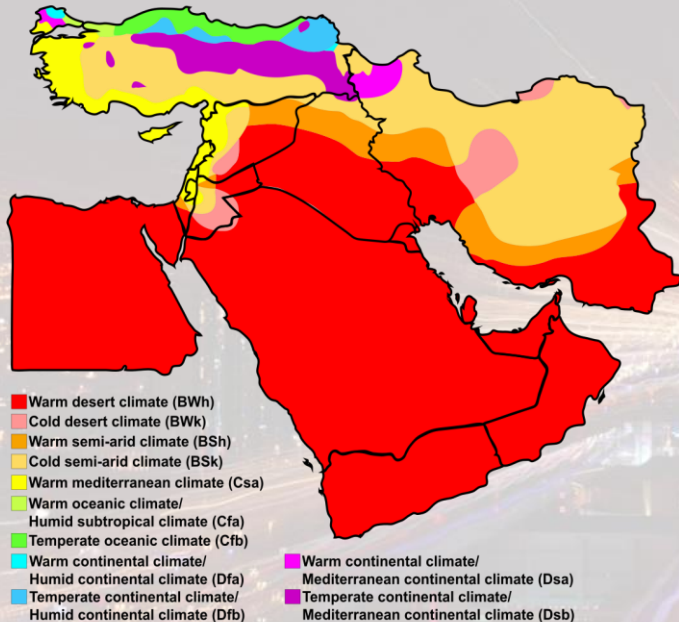 Warm desert climate (BWh)
Cold desert climate (BWk)
Warm semi-arid climate (BSh)
Cold semi-arid climate (BSk)
Warm mediterranean climate (Csa)
Warm oceanic climate/
Humid subtropical climate (Cfa)
Temperate oceanic climate (Cfb)
Warm continental climate/
Humid continental climate (Dfa)
Temperate continental climate/
Humid continental climate (Dfb)
Warm continental climate/
Mediterranean continental climate (Dsa)
Temperate continental climate/
Mediterranean continental climate (Dsb)